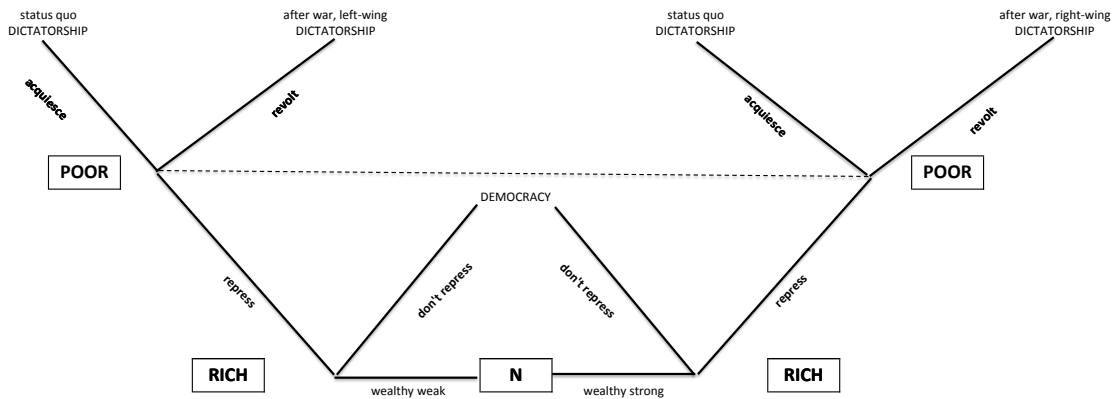 status quo
DICTATORSHIP
after war, left-wing
DICTATORSHIP
status quo
DICTATORSHIP
after war, right-wing
DICTATORSHIP
acquiesce
revolt
acquiesce
revolt
POOR
POOR
DEMOCRACY
repress
don't repress
don't repress
repress
RICH
N
RICH
wealthy weak
wealthy strong